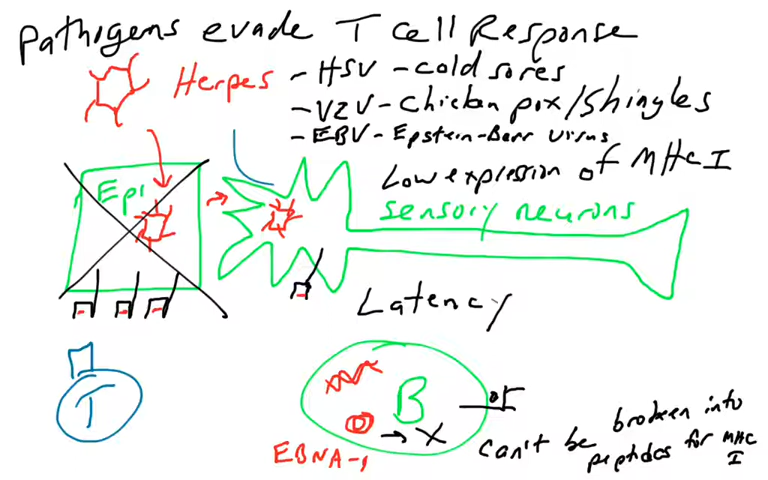 Pathogens evade T cell Response
Herpes - HSV - cold sores
- VZV - Chicken pox/Shingles
- EBV - Epstein-Barr virus
Low expression of MHC I
Epi
sensory neurons
Latency
T
B
EBNA-1
X
can't be broken into
peptides for MHC
I